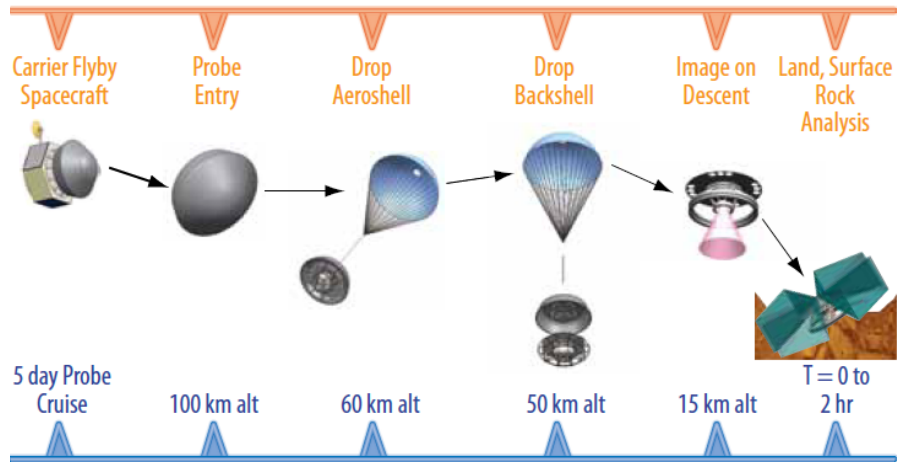 Carrier Flyby
Spacecraft
Probe
Entry
Drop
Aeroshell
Drop
Backshell
Image on
Descent
Land, Surface
Rock
Analysis
5 day Probe
Cruise
100 km alt
60 km alt
50 km alt
15 km alt
T = 0 to
2 hr